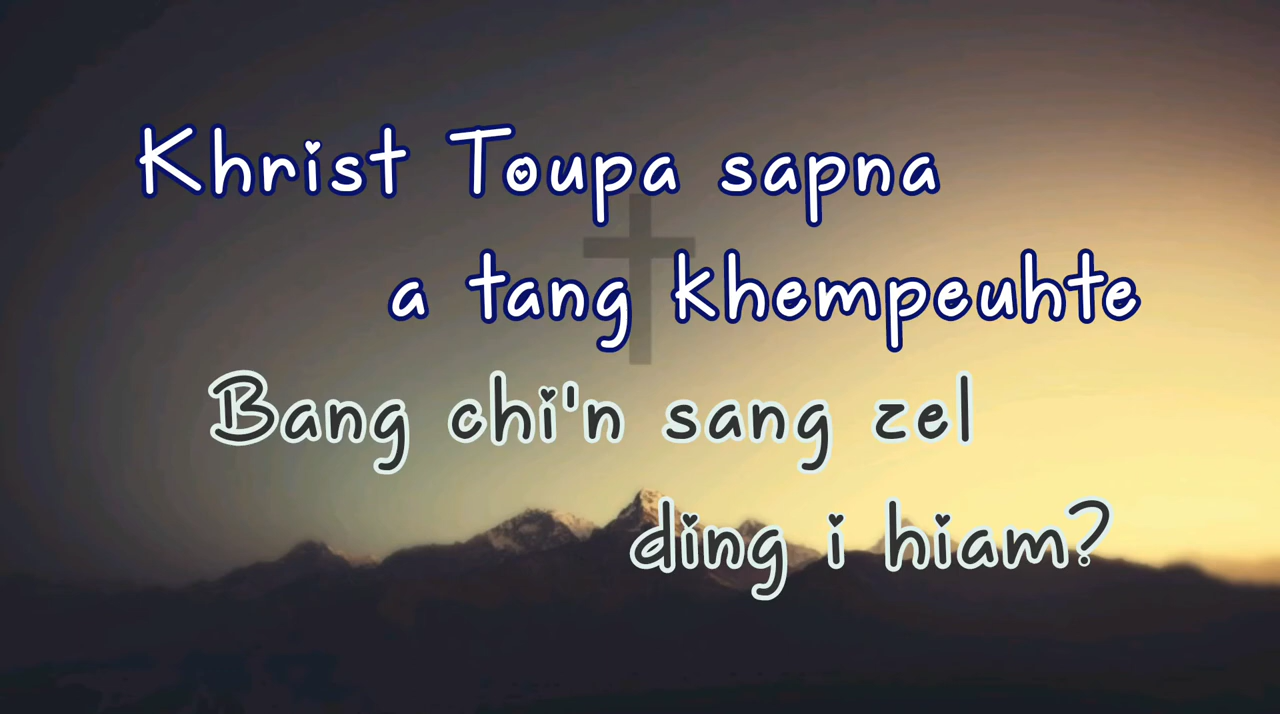 Khrist Toupa sapna
a tang khempeuhte
Bang chi'n sang zel
ding i hiam?